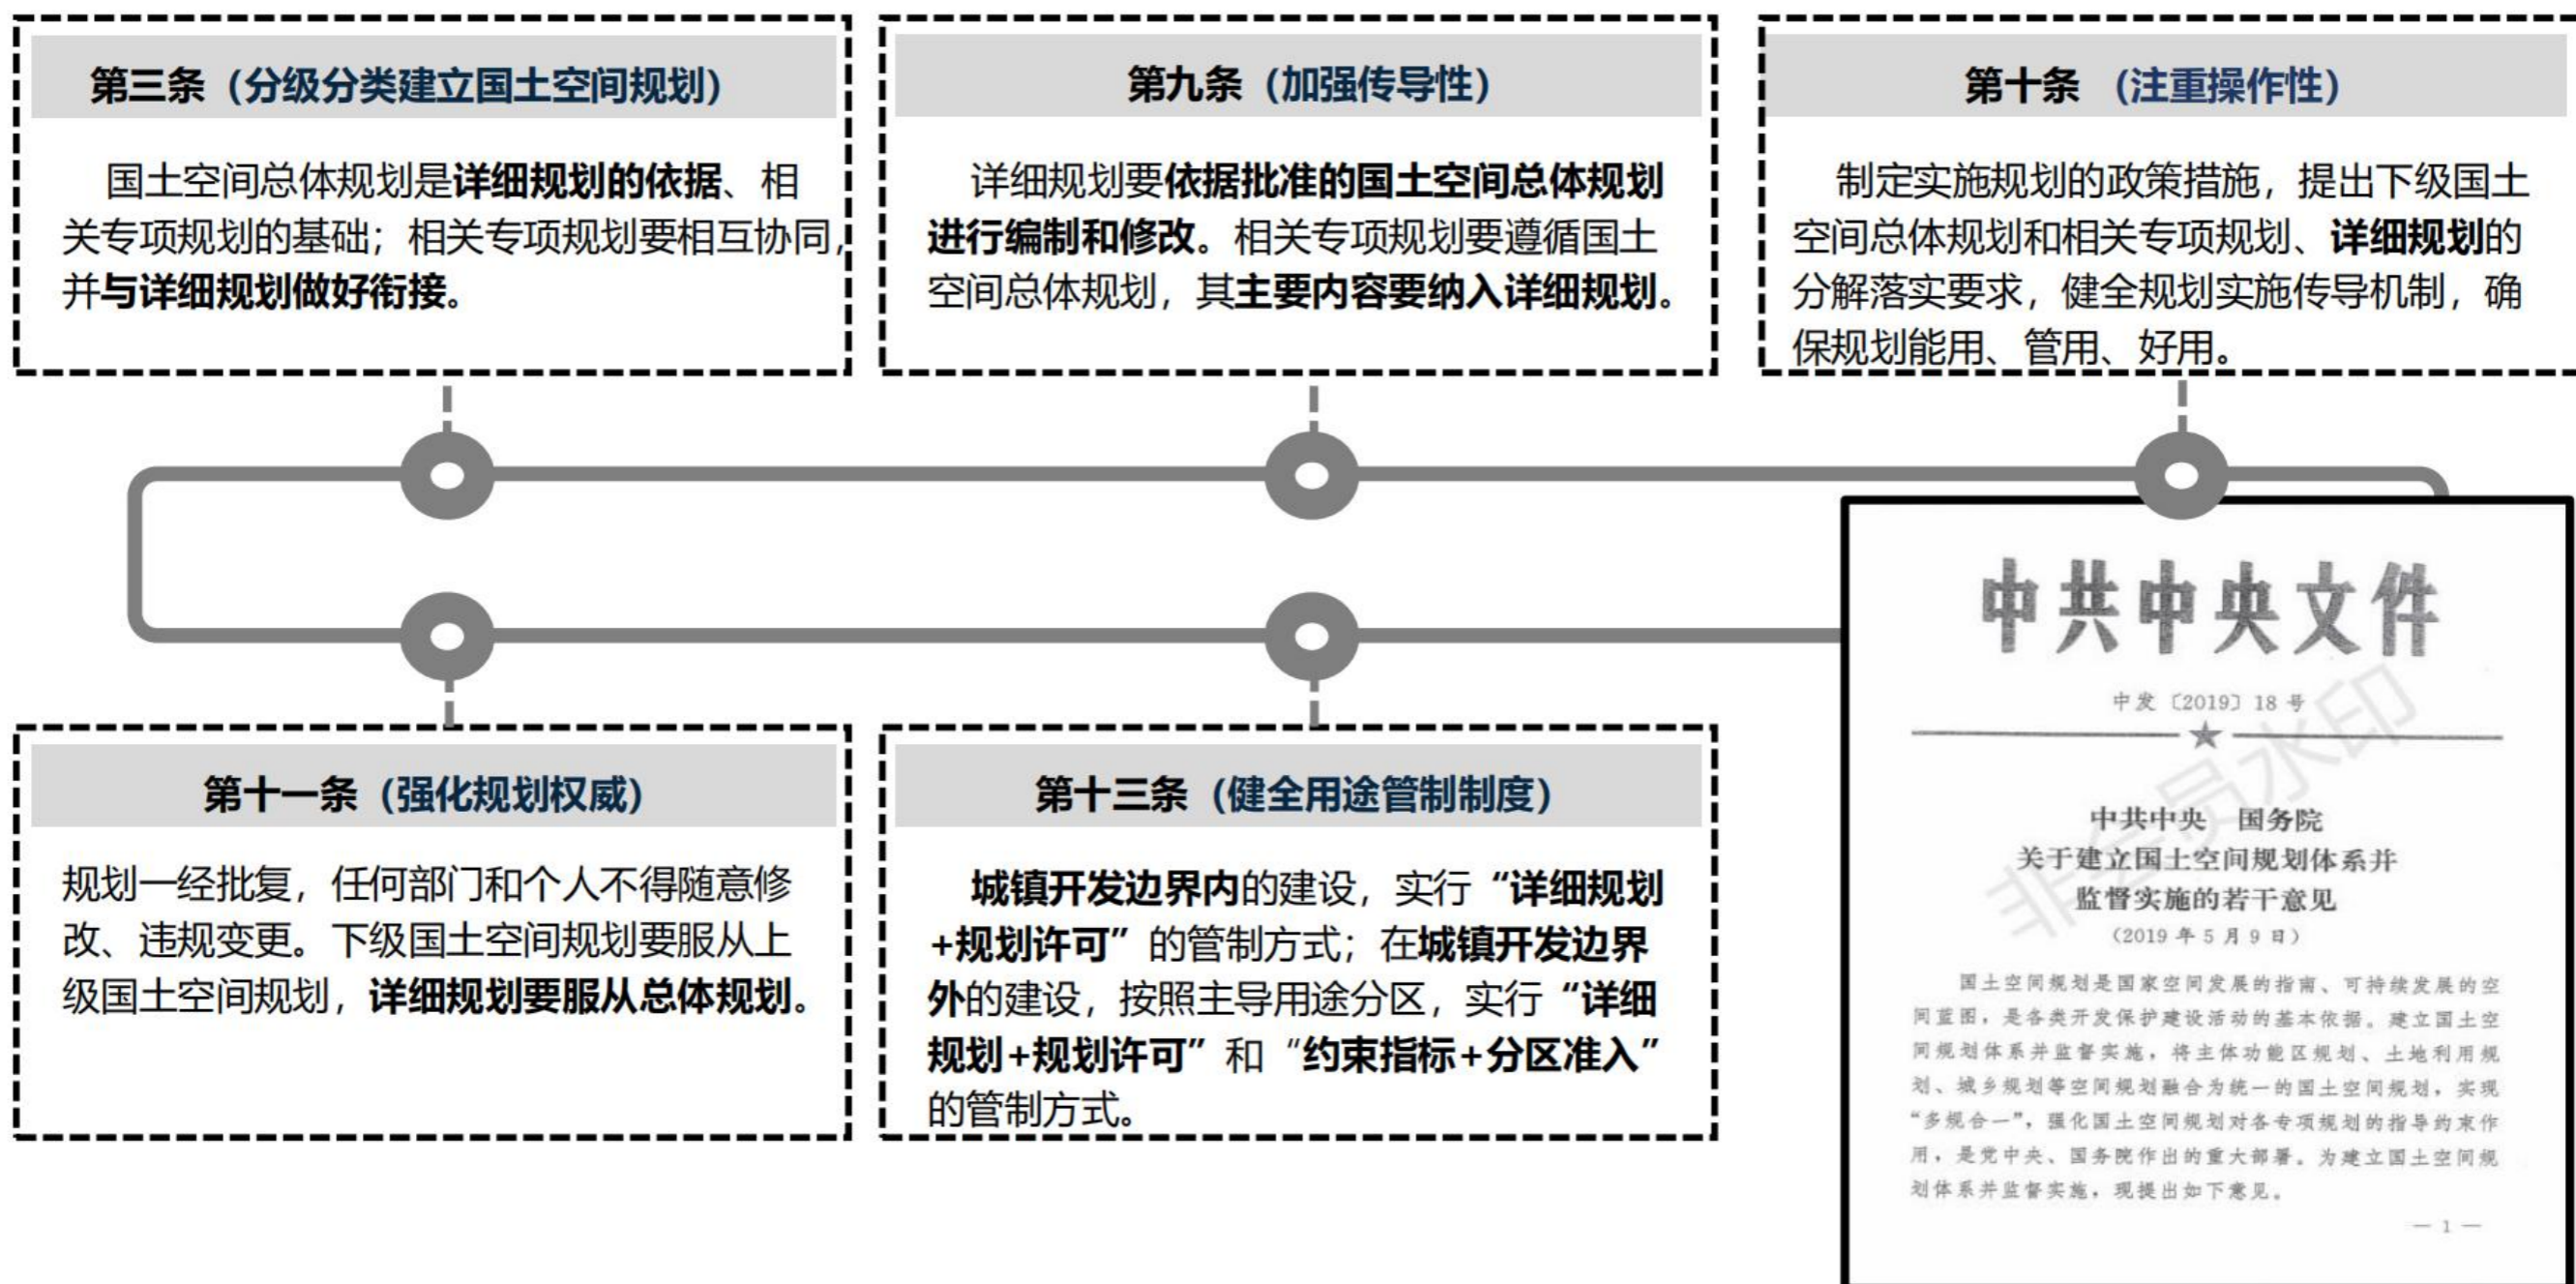 第三条（分级分类建立国土空间规划）
国土空间总体规划是详细规划的依据、相
关专项规划的基础；相关专项规划要相互协同，
并与详细规划做好衔接。
第九条（加强传导性）
详细规划要依据批准的国土空间总体规划
进行编制和修改。相关专项规划要遵循国土
空间总体规划，其主要内容要纳入详细规划。
第十条 （注重操作性）
制定实施规划的政策措施，提出下级国土
空间总体规划和相关专项规划、详细规划的
分解落实要求，健全规划实施传导机制，确
保规划能用、管用、好用。
第十一条（强化规划权威）
规划一经批复，任何部门和个人不得随意修
改、违规变更。下级国土空间规划要服从上
级国土空间规划，详细规划要服从总体规划。
第十三条（健全用途管制制度）
城镇开发边界内的建设，实行“详细规划
+规划许可”的管制方式；在城镇开发边界
外的建设，按照主导用途分区，实行“详细
规划+规划许可”和“约束指标+分区准入”
的管制方式。
中共中央文件
中发〔2019〕18 号
中共中央 国务院
关于建立国土空间规划体系并
监督实施的若干意见
（2019 年 5 月 9 日）
国土空间规划是国家空间发展的指南、可持续发展的空
间蓝图，是各类开发保护建设活动的基本依据。建立国土空
间规划体系并监督实施，将主体功能区规划、土地利用规
划、城乡规划等空间规划融合为统一的国土空间规划，实现
“多规合一”，强化国土空间规划对各专项规划的指导约束作
用，是党中央、国务院作出的重大部署。为建立国土空间规
划体系并监督实施，现提出如下意见。
— 1 —
非会员水印